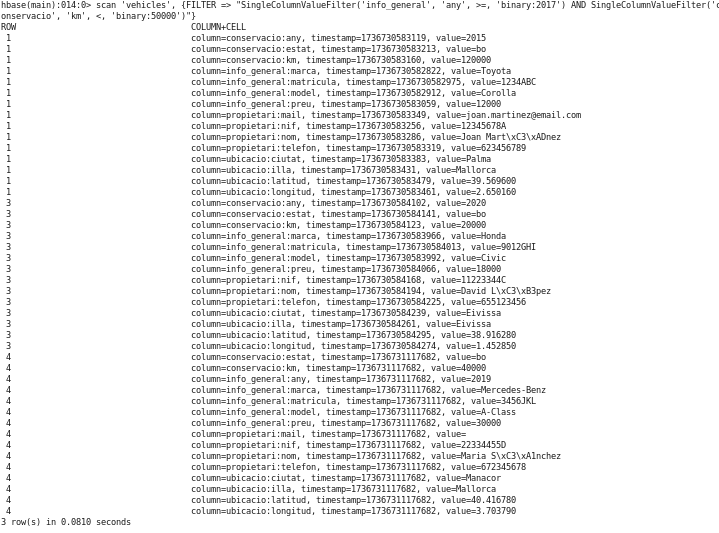 hbase(main):014:0> scan 'vehicles', {FILTER => "SingleColumnValueFilter('info_general', 'any', >=, 'binary:2017') AND SingleColumnValueFilter('c
onservacio', 'km', <, 'binary:50000')"}
ROW COLUMN+CELL
1 column=conservacio:any, timestamp=1736730583119, value=2015
1 column=conservacio:estat, timestamp=1736730583213, value=bo
1 column=conservacio:km, timestamp=1736730583160, value=120000
1 column=info_general:marca, timestamp=1736730582822, value=Toyota
1 column=info_general:matricula, timestamp=1736730582975, value=1234ABC
1 column=info_general:model, timestamp=1736730582912, value=Corolla
1 column=info_general:preu, timestamp=1736730583059, value=12000
1 column=propietari:mail, timestamp=1736730583349, value=joan.martinez@email.com
1 column=propietari:nif, timestamp=1736730583256, value=12345678A
1 column=propietari:nom, timestamp=1736730583286, value=Joan Mart\xC3\xADnez
1 column=propietari:telefon, timestamp=1736730583319, value=623456789
1 column=ubicacio:ciutat, timestamp=1736730583383, value=Palma
1 column=ubicacio:illa, timestamp=1736730583431, value=Mallorca
1 column=ubicacio:latitud, timestamp=1736730583479, value=39.569600
1 column=ubicacio:longitud, timestamp=1736730583461, value=2.650160
3 column=conservacio:any, timestamp=1736730584102, value=2020
3 column=conservacio:estat, timestamp=1736730584141, value=bo
3 column=conservacio:km, timestamp=1736730584123, value=20000
3 column=info_general:marca, timestamp=1736730583966, value=Honda
3 column=info_general:matricula, timestamp=1736730584013, value=9012GHI
3 column=info_general:model, timestamp=1736730583992, value=Civic
3 column=info_general:preu, timestamp=1736730584066, value=18000
3 column=propietari:nif, timestamp=1736730584168, value=11223344C
3 column=propietari:nom, timestamp=1736730584194, value=David L\xC3\xB3pez
3 column=propietari:telefon, timestamp=1736730584225, value=655123456
3 column=ubicacio:ciutat, timestamp=1736730584239, value=Eivissa
3 column=ubicacio:illa, timestamp=1736730584261, value=Eivissa
3 column=ubicacio:latitud, timestamp=1736730584295, value=38.916280
3 column=ubicacio:longitud, timestamp=1736730584274, value=1.452850
4 column=conservacio:estat, timestamp=1736731117682, value=bo
4 column=conservacio:km, timestamp=1736731117682, value=40000
4 column=info_general:any, timestamp=1736731117682, value=2019
4 column=info_general:marca, timestamp=1736731117682, value=Mercedes-Benz
4 column=info_general:matricula, timestamp=1736731117682, value=3456JKL
4 column=info_general:model, timestamp=1736731117682, value=A-Class
4 column=info_general:preu, timestamp=1736731117682, value=30000
4 column=propietari:mail, timestamp=1736731117682, value=
4 column=propietari:nif, timestamp=1736731117682, value=22334455D
4 column=propietari:nom, timestamp=1736731117682, value=Maria S\xC3\xA1nchez
4 column=propietari:telefon, timestamp=1736731117682, value=672345678
4 column=ubicacio:ciutat, timestamp=1736731117682, value=Manacor
4 column=ubicacio:illa, timestamp=1736731117682, value=Mallorca
4 column=ubicacio:latitud, timestamp=1736731117682, value=40.416780
4 column=ubicacio:longitud, timestamp=1736731117682, value=3.703790
3 row(s) in 0.0810 seconds